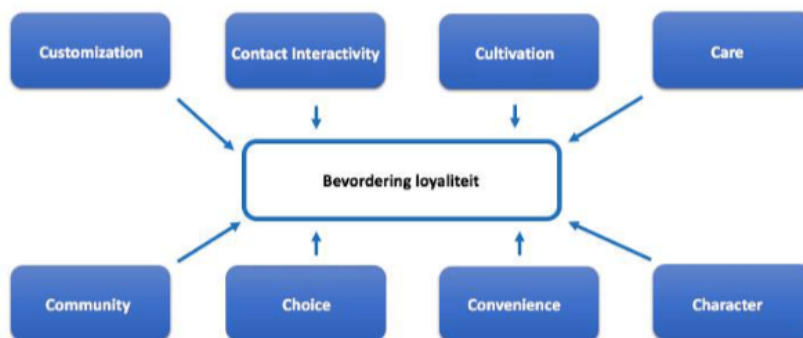 Customization
Contact Interactivity
Cultivation
Care
Bevordering loyaliteit
Community
Choice
Convenience
Character